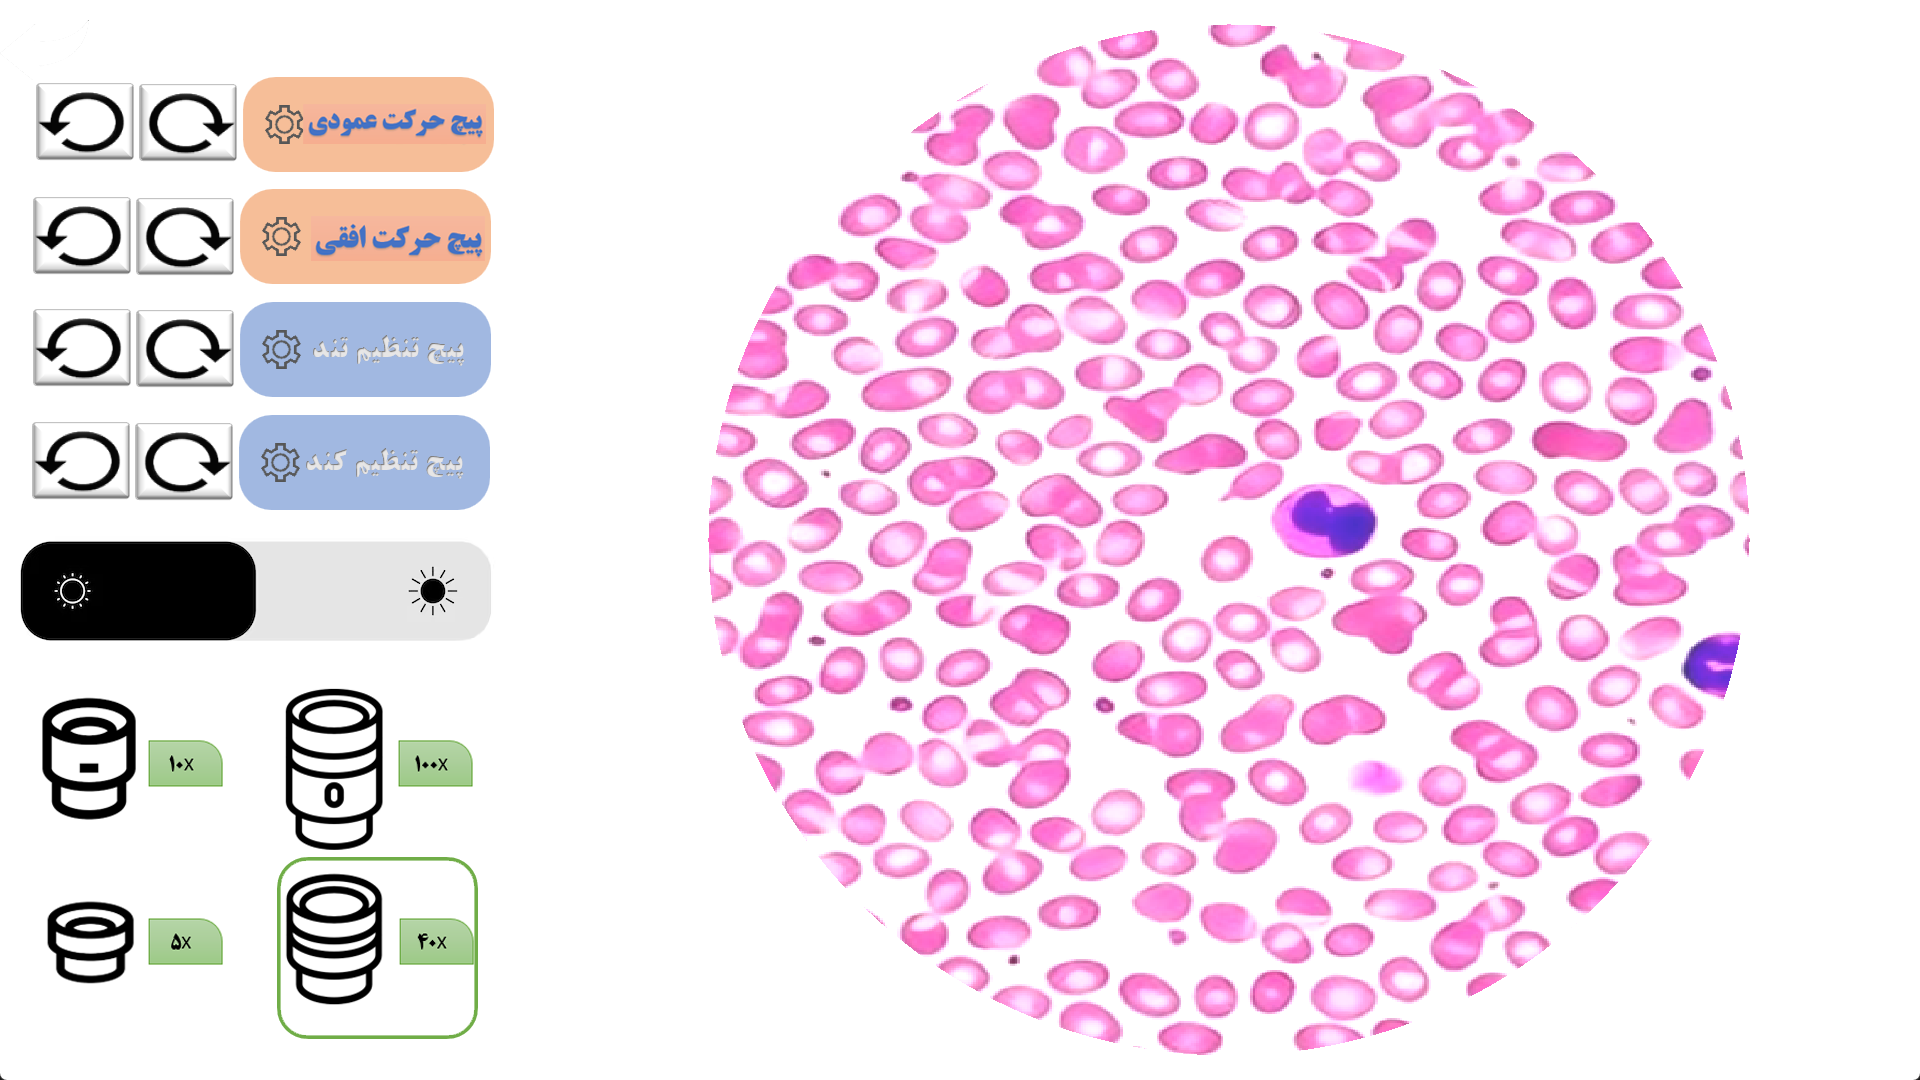 پیچ حرکت عمودی
پیچ حرکت افقی
پیچ تنظیم تند
پیچ تنظیم کند
۱۰x
۱۰۰x
۵x
۴۰x